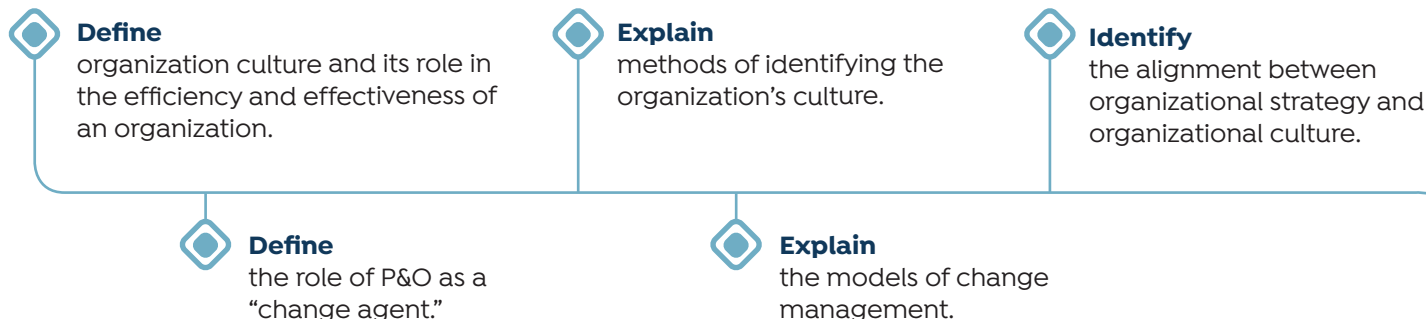 Define
organization culture and its role in
the efficiency and effectiveness of
an organization.
Explain
methods of identifying the
organization’s culture.
Identify
the alignment between
organizational strategy and
organizational culture.
Define
the role of P&O as a
“change agent.”
Explain
the models of change
management.